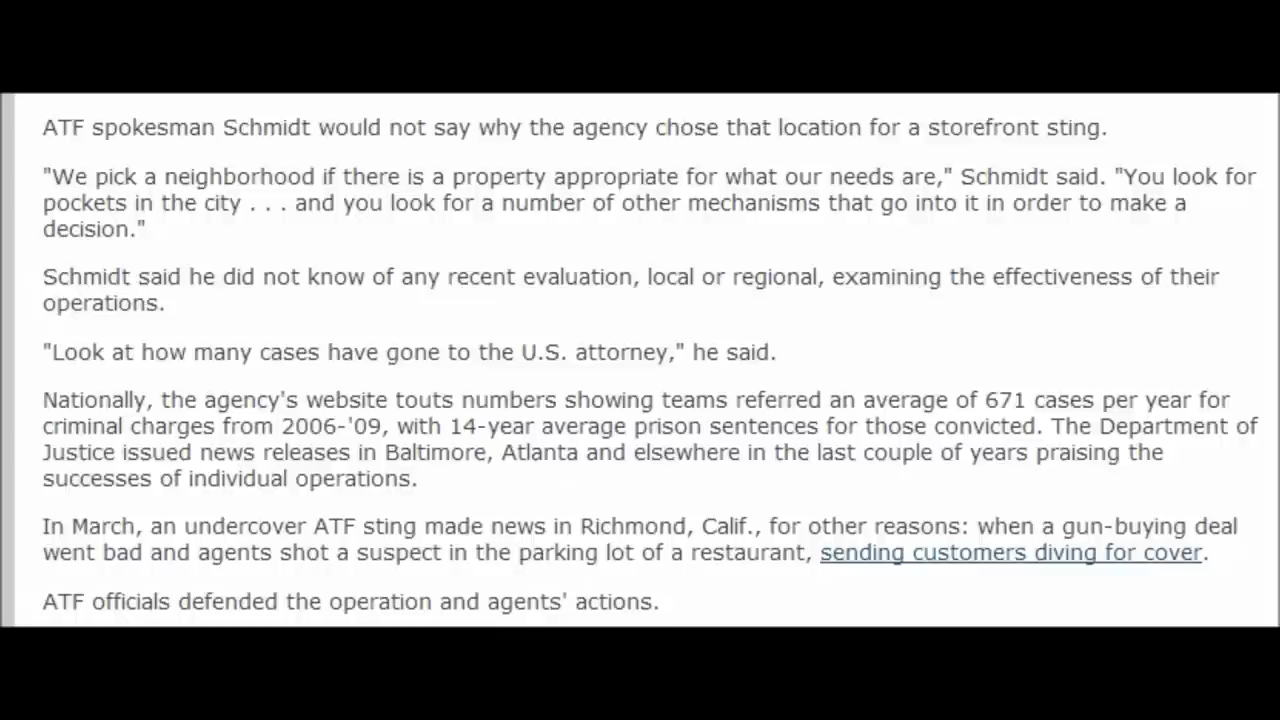 ATF spokesman Schmidt would not say why the agency chose that location for a storefront sting.
"We pick a neighborhood if there is a property appropriate for what our needs are," Schmidt said. "You look for
pockets in the city . . . and you look for a number of other mechanisms that go into it in order to make a
decision."
Schmidt said he did not know of any recent evaluation, local or regional, examining the effectiveness of their
operations.
"Look at how many cases have gone to the U.S. attorney," he said.
Nationally, the agency's website touts numbers showing teams referred an average of 671 cases per year for
criminal charges from 2006-'09, with 14-year average prison sentences for those convicted. The Department of
Justice issued news releases in Baltimore, Atlanta and elsewhere in the last couple of years praising the
successes of individual operations.
In March, an undercover ATF sting made news in Richmond, Calif., for other reasons: when a gun-buying deal
went bad and agents shot a suspect in the parking lot of a restaurant, sending customers diving for cover.
ATF officials defended the operation and agents' actions.